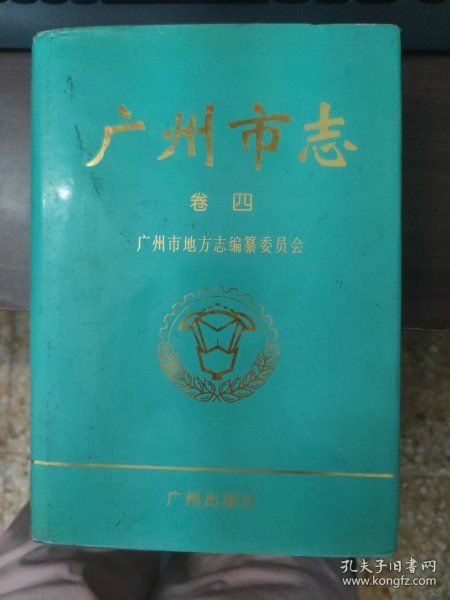 广州市志
卷 四
广州市地方志编纂委员会
广州出版社
孔夫子旧书网
www.kongfz.com